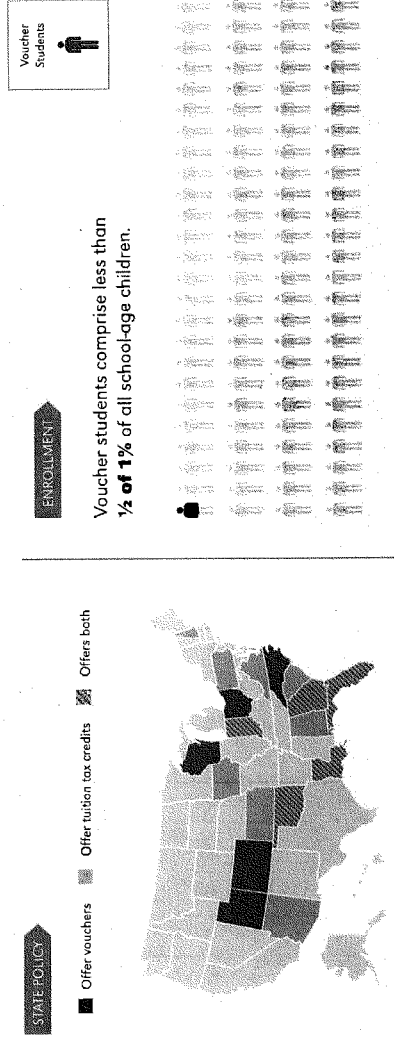 STATE POLICY
Offer vouchers
Offer tuition tax credits
Offers both
ENROLLMENT
Voucher students comprise less than
½ of 1% of all school-age children.
Voucher
Students